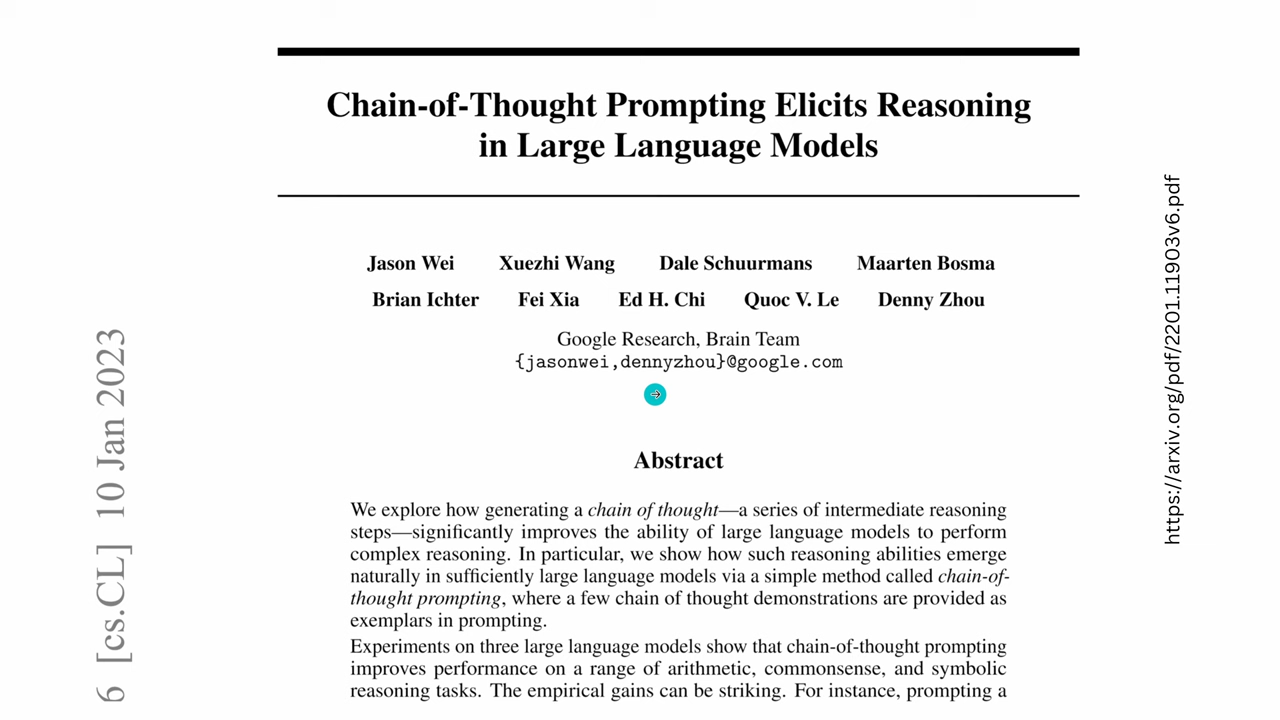 Chain-of-Thought Prompting Elicits Reasoning
in Large Language Models
Jason Wei Xuezhi Wang Dale Schuurmans Maarten Bosma
Brian Ichter Fei Xia Ed H. Chi Quoc V. Le Denny Zhou
Google Research, Brain Team
{jasonwei,dennyzhou}@google.com
Abstract
We explore how generating a chain of thought—a series of intermediate reasoning
steps—significantly improves the ability of large language models to perform
complex reasoning. In particular, we show how such reasoning abilities emerge
naturally in sufficiently large language models via a simple method called chain-of-
thought prompting, where a few chain of thought demonstrations are provided as
exemplars in prompting.
Experiments on three large language models show that chain-of-thought prompting
improves performance on a range of arithmetic, commonsense, and symbolic
reasoning tasks. The empirical gains can be striking. For instance, prompting a
6 [cs.CL] 10 Jan 2023
https://arxiv.org/pdf/2201.11903v6.pdf